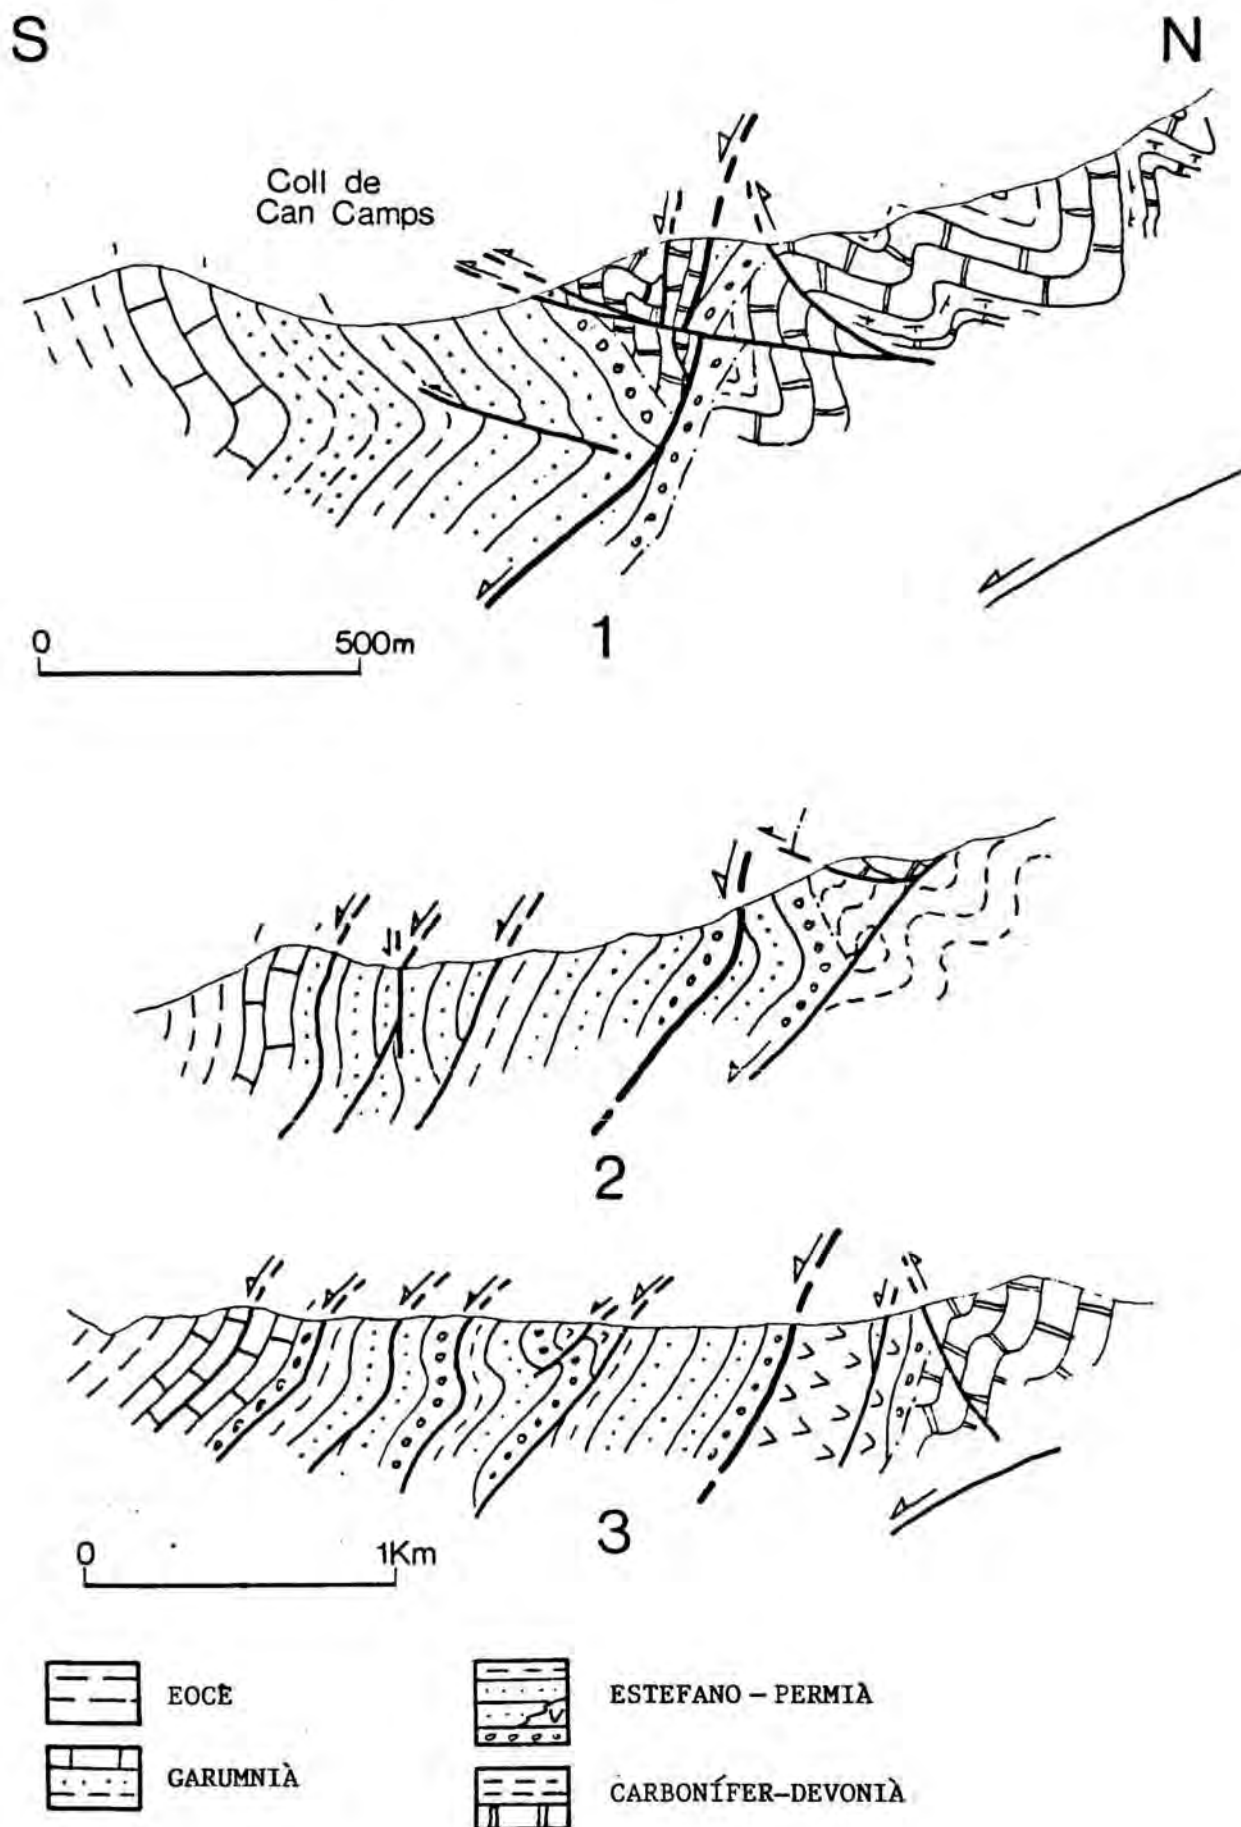 S
N
Coll de
Can Camps
0 500m
1
2
3
0 1Km
EOCÈ
GARUMNIÀ
ESTEFANO – PERMIÀ
CARBONÍFER–DEVONIÀ